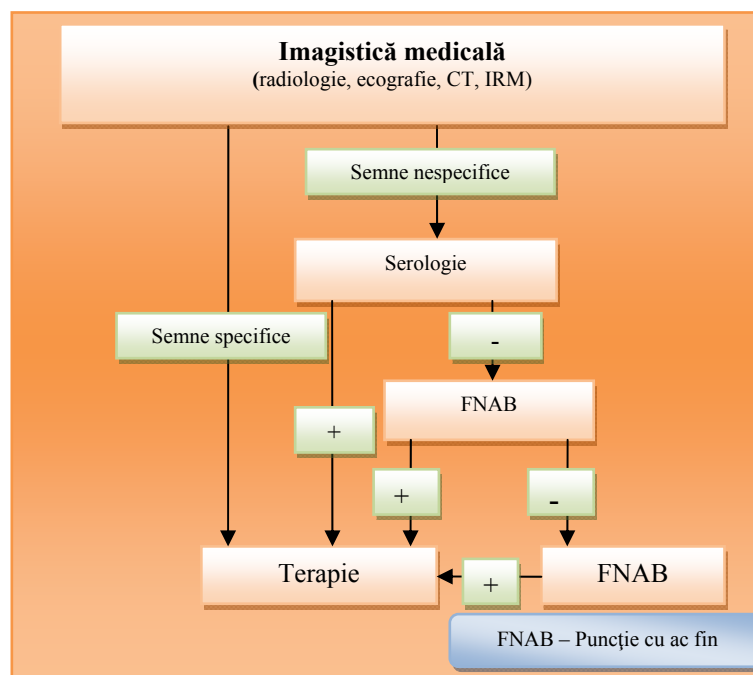 Imagistică medicală
(radiologie, ecografie, CT, IRM)
Semne nespecifice
Serologie
Semne specifice
-
FNAB
+
+
-
Terapie
+
FNAB
FNAB – Puncţie cu ac fin